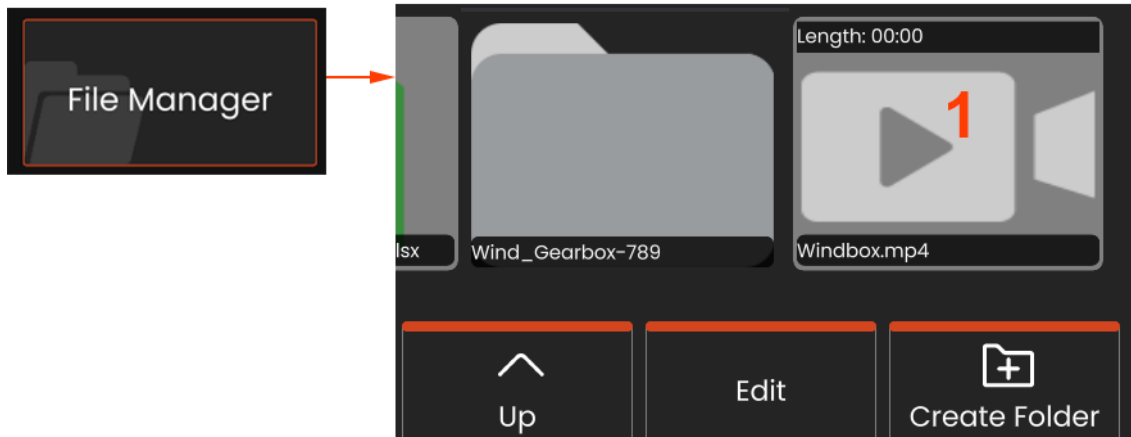 File Manager
Length: 00:00
1
lsx
Wind_Gearbox-789
Windbox.mp4
Up
Edit
Create Folder